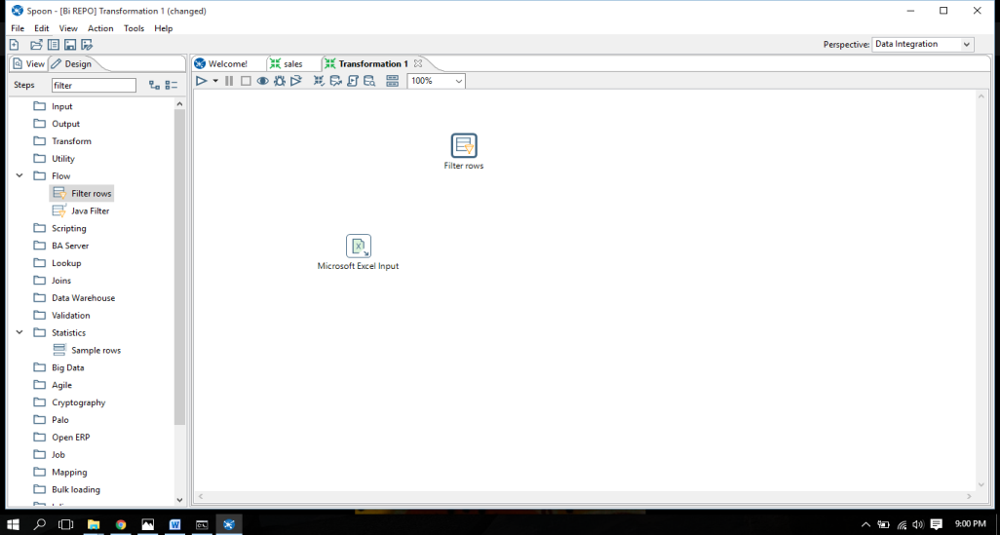 Spoon - [Bi REPO] Transformation 1 (changed)
File Edit View Action Tools Help
Perspective: Data Integration
View Design
Welcome! sales Transformation 1
Steps filter
100%
Input
Output
Transform
Utility
Flow
Filter rows
Java Filter
Scripting
BA Server
Lookup
Joins
Data Warehouse
Validation
Statistics
Sample rows
Big Data
Agile
Cryptography
Palo
Open ERP
Job
Mapping
Bulk loading
Filter rows
Microsoft Excel Input
9:00 PM